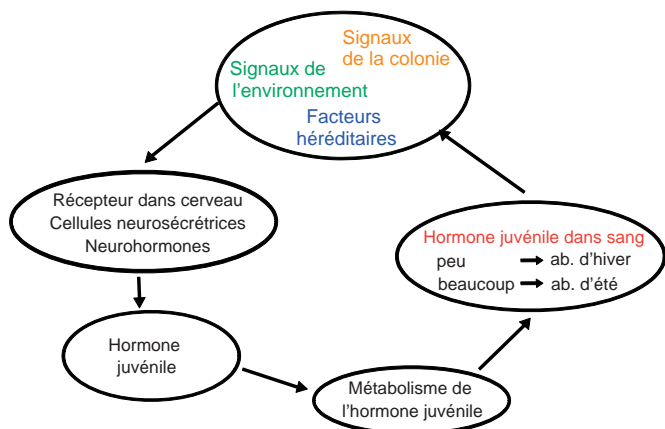 Signaux
de la colonie
Signaux de
l'environnement
Facteurs
héréditaires
Récepteur dans cerveau
Cellules neurosécrétrices
Neurohormones
Hormone
juvénile
Métabolisme de
l'hormone juvénile
Hormone juvénile dans sang
peu ab. d'hiver
beaucoup ab. d'été